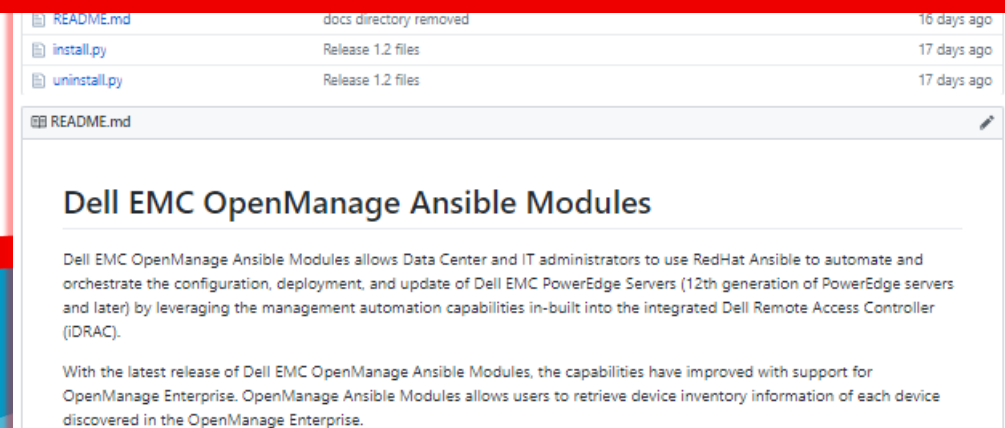 README.md docs directory removed 16 days ago
install.py Release 1.2 files 17 days ago
uninstall.py Release 1.2 files 17 days ago
README.md
Dell EMC OpenManage Ansible Modules
Dell EMC OpenManage Ansible Modules allows Data Center and IT administrators to use RedHat Ansible to automate and
orchestrate the configuration, deployment, and update of Dell EMC PowerEdge Servers (12th generation of PowerEdge servers
and later) by leveraging the management automation capabilities in-built into the integrated Dell Remote Access Controller
(iDRAC).
With the latest release of Dell EMC OpenManage Ansible Modules, the capabilities have improved with support for
OpenManage Enterprise. OpenManage Ansible Modules allows users to retrieve device inventory information of each device
discovered in the OpenManage Enterprise.